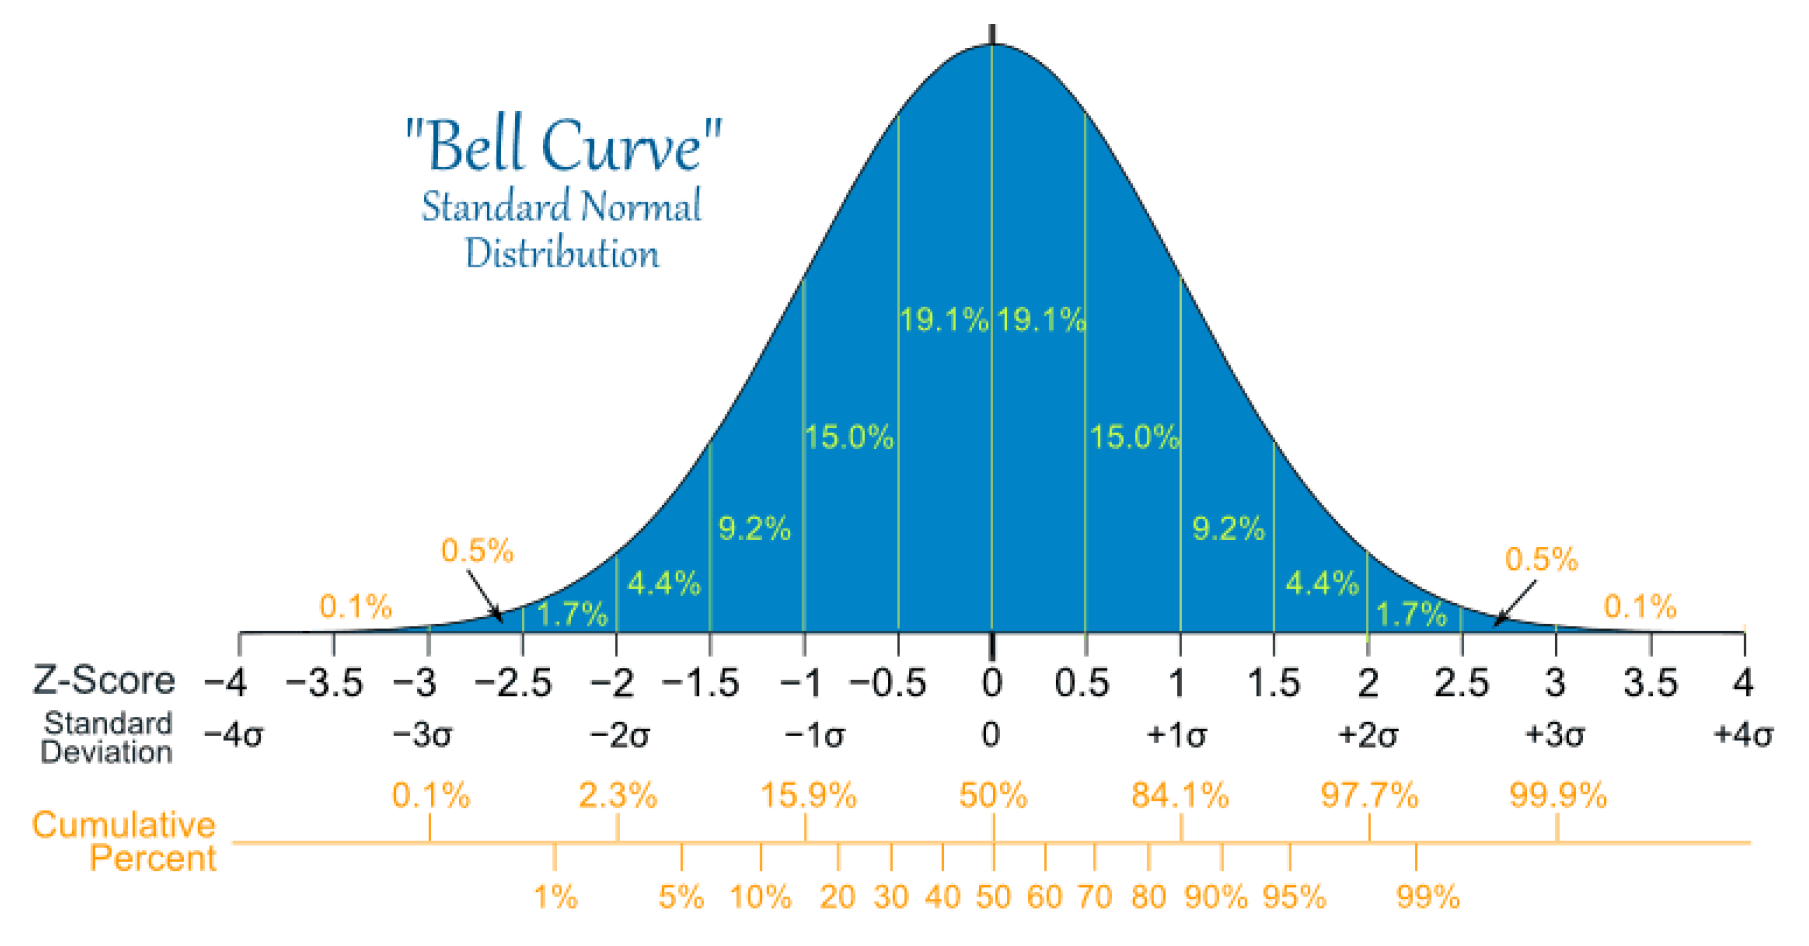 "Bell Curve"
Standard Normal
Distribution
19.1% 19.1%
15.0% 15.0%
9.2% 9.2%
0.5% 0.5%
4.4% 4.4%
0.1% 1.7% 1.7% 0.1%
Z-Score −4 −3.5 −3 −2.5 −2 −1.5 −1 −0.5 0 0.5 1 1.5 2 2.5 3 3.5 4
Standard
Deviation −4σ −3σ −2σ −1σ 0 +1σ +2σ +3σ +4σ
0.1% 2.3% 15.9% 50% 84.1% 97.7% 99.9%
Cumulative
Percent
1% 5% 10% 20 30 40 50 60 70 80 90% 95% 99%